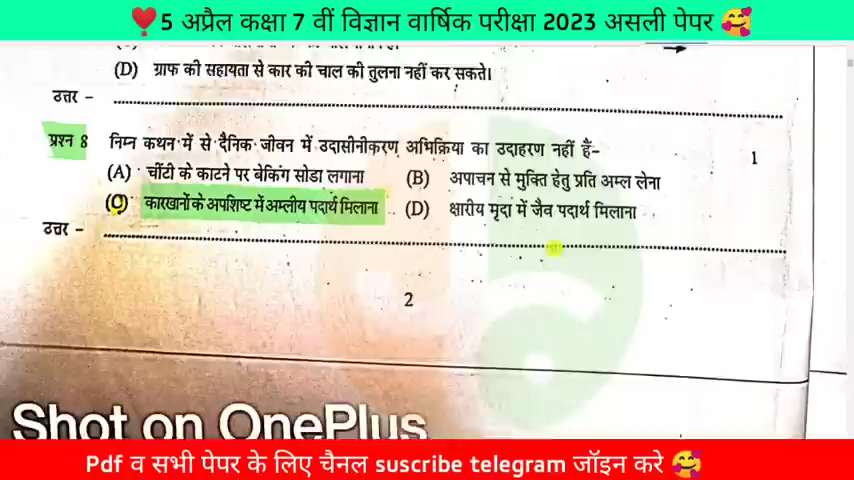 ❤️5 अप्रैल कक्षा 7 वीं विज्ञान वार्षिक परीक्षा 2023 असली पेपर 🥰
(D) ग्राफ की सहायता से कार की चाल की तुलना नहीं कर सकते।
उत्तर -
प्रश्न 8 निम्न कथन में से दैनिक जीवन में उदासीनीकरण अभिक्रिया का उदाहरण नहीं हैं- 1
(A) चींटी के काटने पर बेकिंग सोडा लगाना (B) अपाचन से मुक्ति हेतु प्रति अम्ल लेना
(C) कारखानों के अपशिष्ट में अम्लीय पदार्थ मिलाना (D) क्षारीय मृदा में जैव पदार्थ मिलाना
उत्तर -
2
Shot on OnePlus
Pdf व सभी पेपर के लिए चैनल suscribe telegram जॉइन करे 🥰